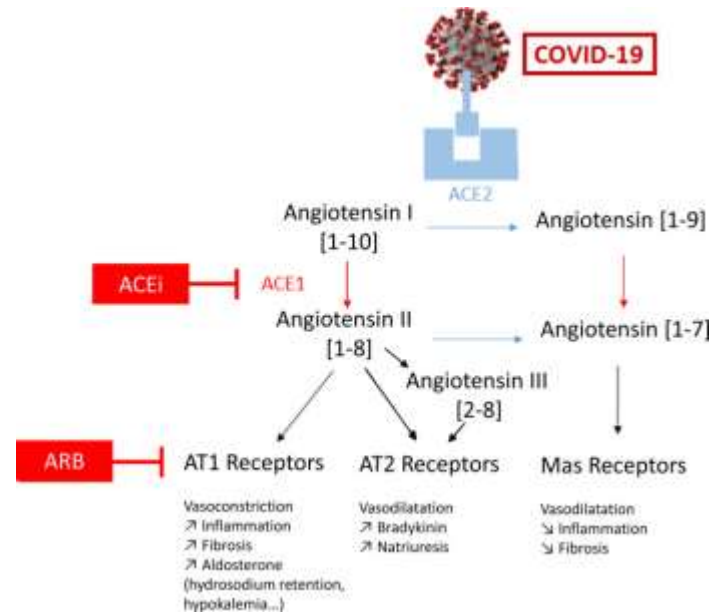 COVID-19
ACE2
Angiotensin I
[1-10]
Angiotensin [1-9]
ACEi
ACE1
Angiotensin II
[1-8]
Angiotensin [1-7]
Angiotensin III
[2-8]
ARB
AT1 Receptors
AT2 Receptors
Mas Receptors
Vasoconstriction
↗ Inflammation
↗ Fibrosis
↗ Aldosterone
(hydrosodium retention,
hypokalemia...)
Vasodilatation
↗ Bradykinin
↗ Natriuresis
Vasodilatation
↘ Inflammation
↘ Fibrosis